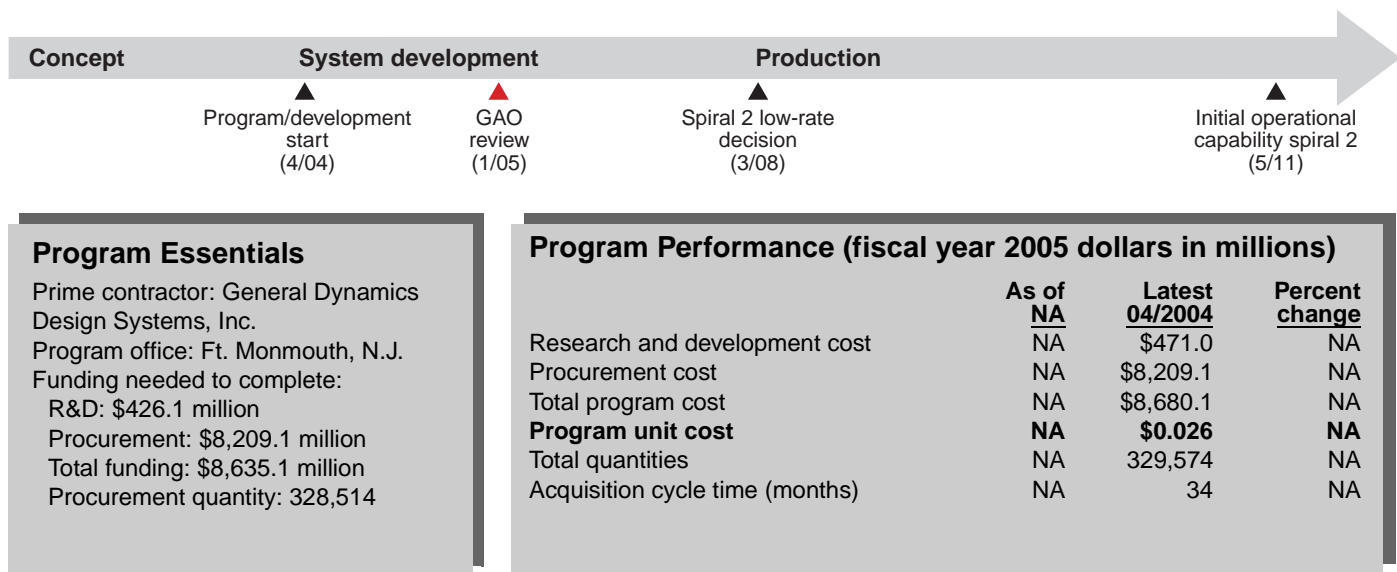 Concept System development Production
Program/development
start
(4/04)
GAO
review
(1/05)
Spiral 2 low-rate
decision
(3/08)
Initial operational
capability spiral 2
(5/11)
Program Essentials
Prime contractor: General Dynamics
Design Systems, Inc.
Program office: Ft. Monmouth, N.J.
Funding needed to complete:
R&D: $426.1 million
Procurement: $8,209.1 million
Total funding: $8,635.1 million
Procurement quantity: 328,514
Program Performance (fiscal year 2005 dollars in millions)
As of Latest Percent
NA 04/2004 change
Research and development cost NA $471.0 NA
Procurement cost NA $8,209.1 NA
Total program cost NA $8,680.1 NA
Program unit cost NA $0.026 NA
Total quantities NA 329,574 NA
Acquisition cycle time (months) NA 34 NA